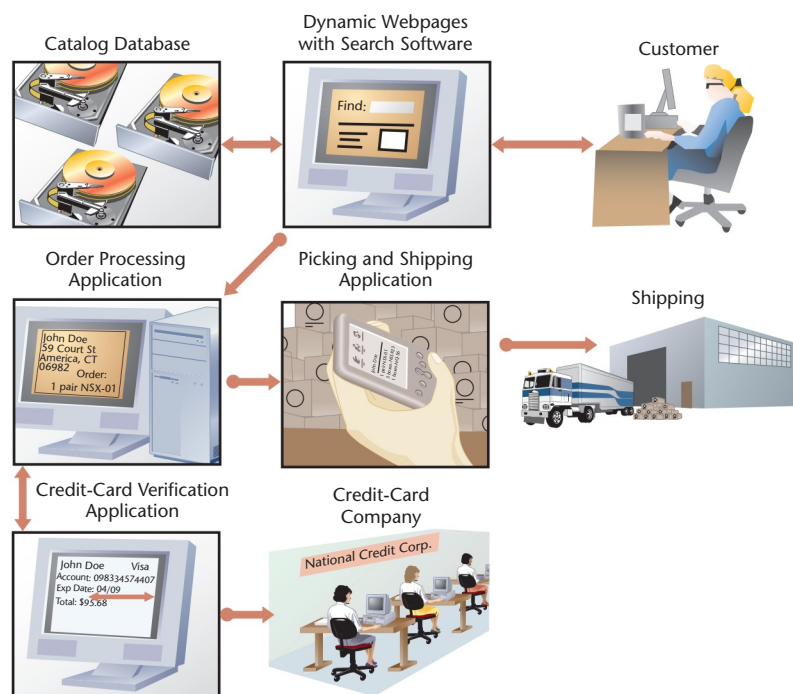 Catalog Database
Dynamic Webpages
with Search Software
Customer
Find:
Order Processing
Application
Picking and Shipping
Application
Shipping
John Doe
59 Court St
America, CT
06982
Order:
1 pair NSX-01
John Doe
Credit-Card Verification
Application
Credit-Card
Company
John Doe Visa
Account: 098334574407
Exp Date: 04/09
Total: $95.68
National Credit Corp.